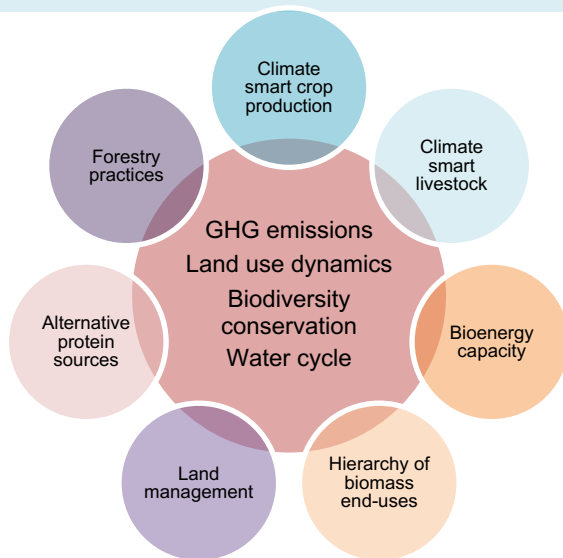 Climate
smart crop
production
Climate
smart
livestock
Bioenergy
capacity
Hierarchy of
biomass
end-uses
Land
management
Alternative
protein
sources
Forestry
practices
GHG emissions
Land use dynamics
Biodiversity
conservation
Water cycle